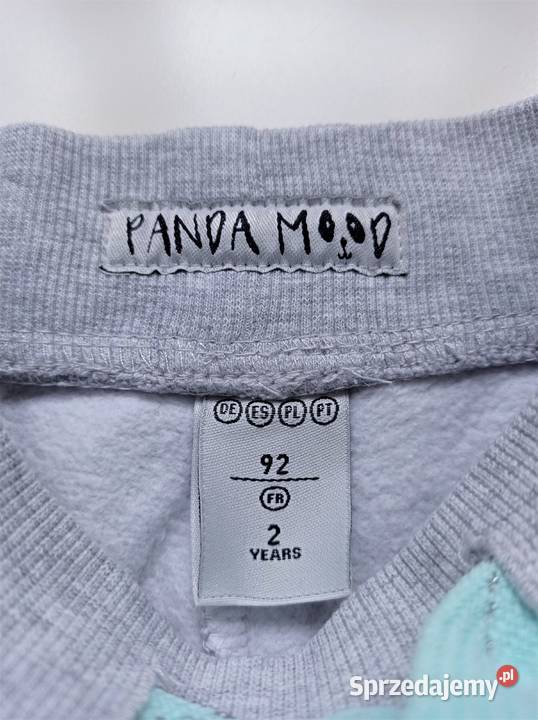 PANDA MOOD
DE ES PL PT
92
FR
2
YEARS
Sprzedajemy.pl